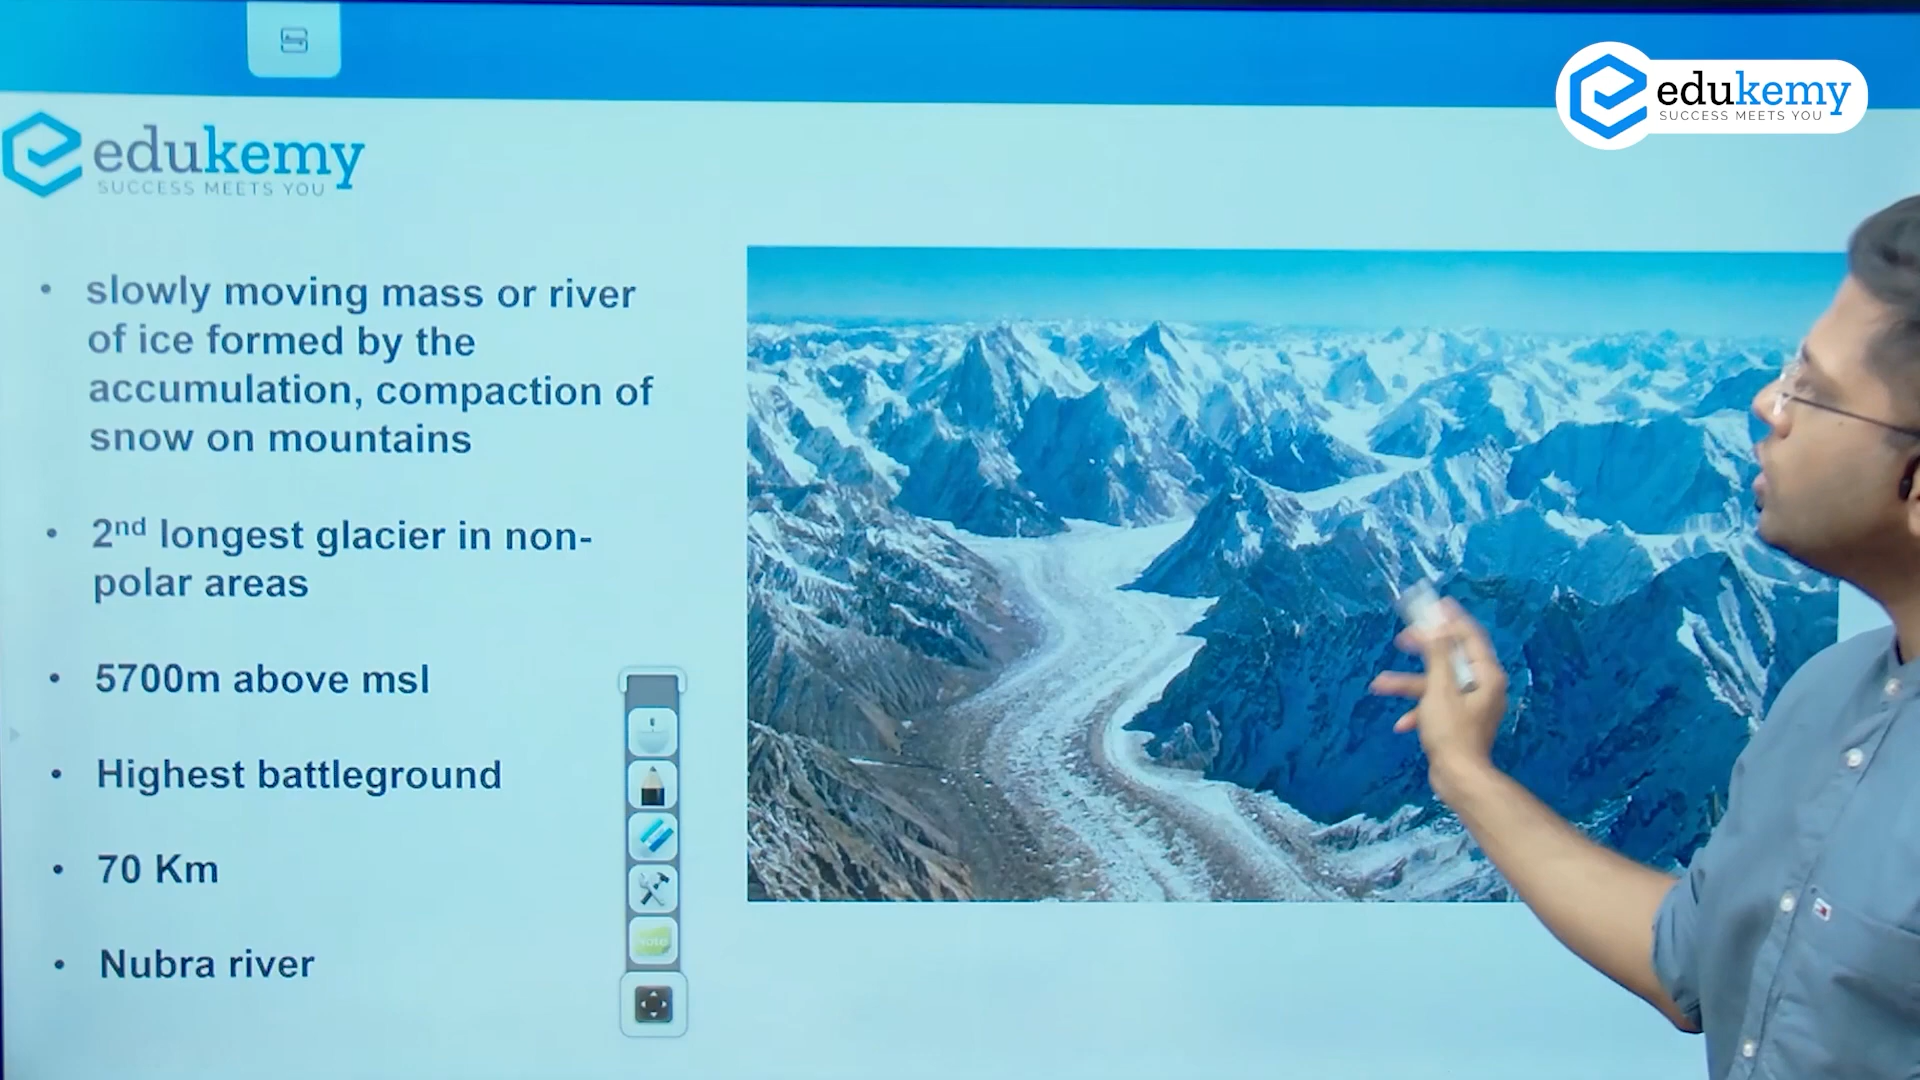 edukemy
SUCCESS MEETS YOU
edukemy
SUCCESS MEETS YOU
• slowly moving mass or river
of ice formed by the
accumulation, compaction of
snow on mountains
• 2nd longest glacier in non-
polar areas
• 5700m above msl
• Highest battleground
• 70 Km
• Nubra river
note